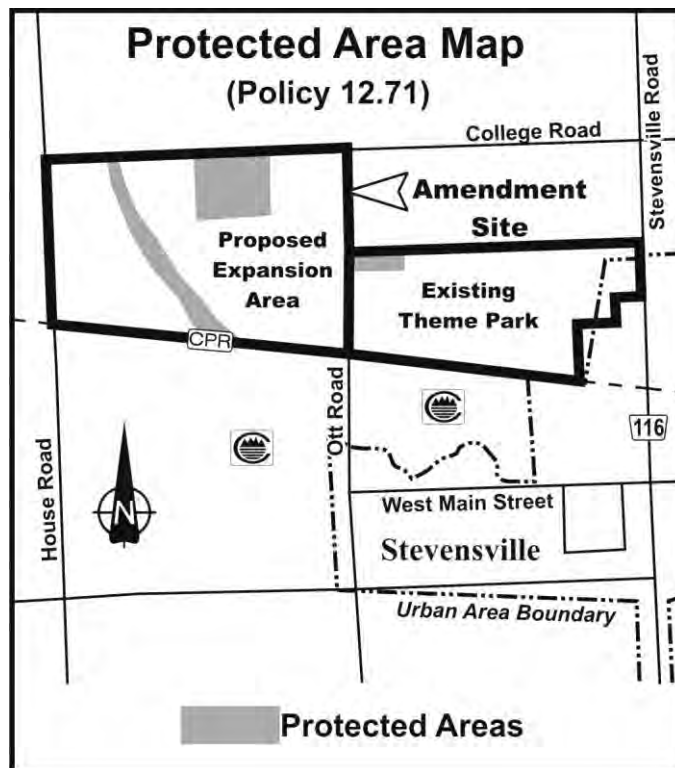 Protected Area Map
(Policy 12.71)
College Road
Stevensville Road
Amendment
Site
Proposed
Expansion
Area
Existing
Theme Park
CPR
Ott Road
116
House Road
N
West Main Street
Stevensville
Urban Area Boundary
Protected Areas